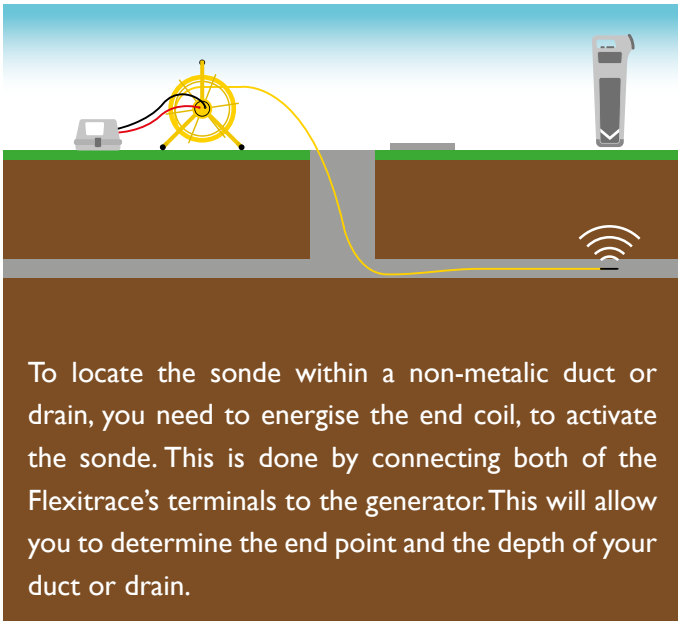 To locate the sonde within a non-metalic duct or
drain, you need to energise the end coil, to activate
the sonde. This is done by connecting both of the
Flexitrace's terminals to the generator. This will allow
you to determine the end point and the depth of your
duct or drain.